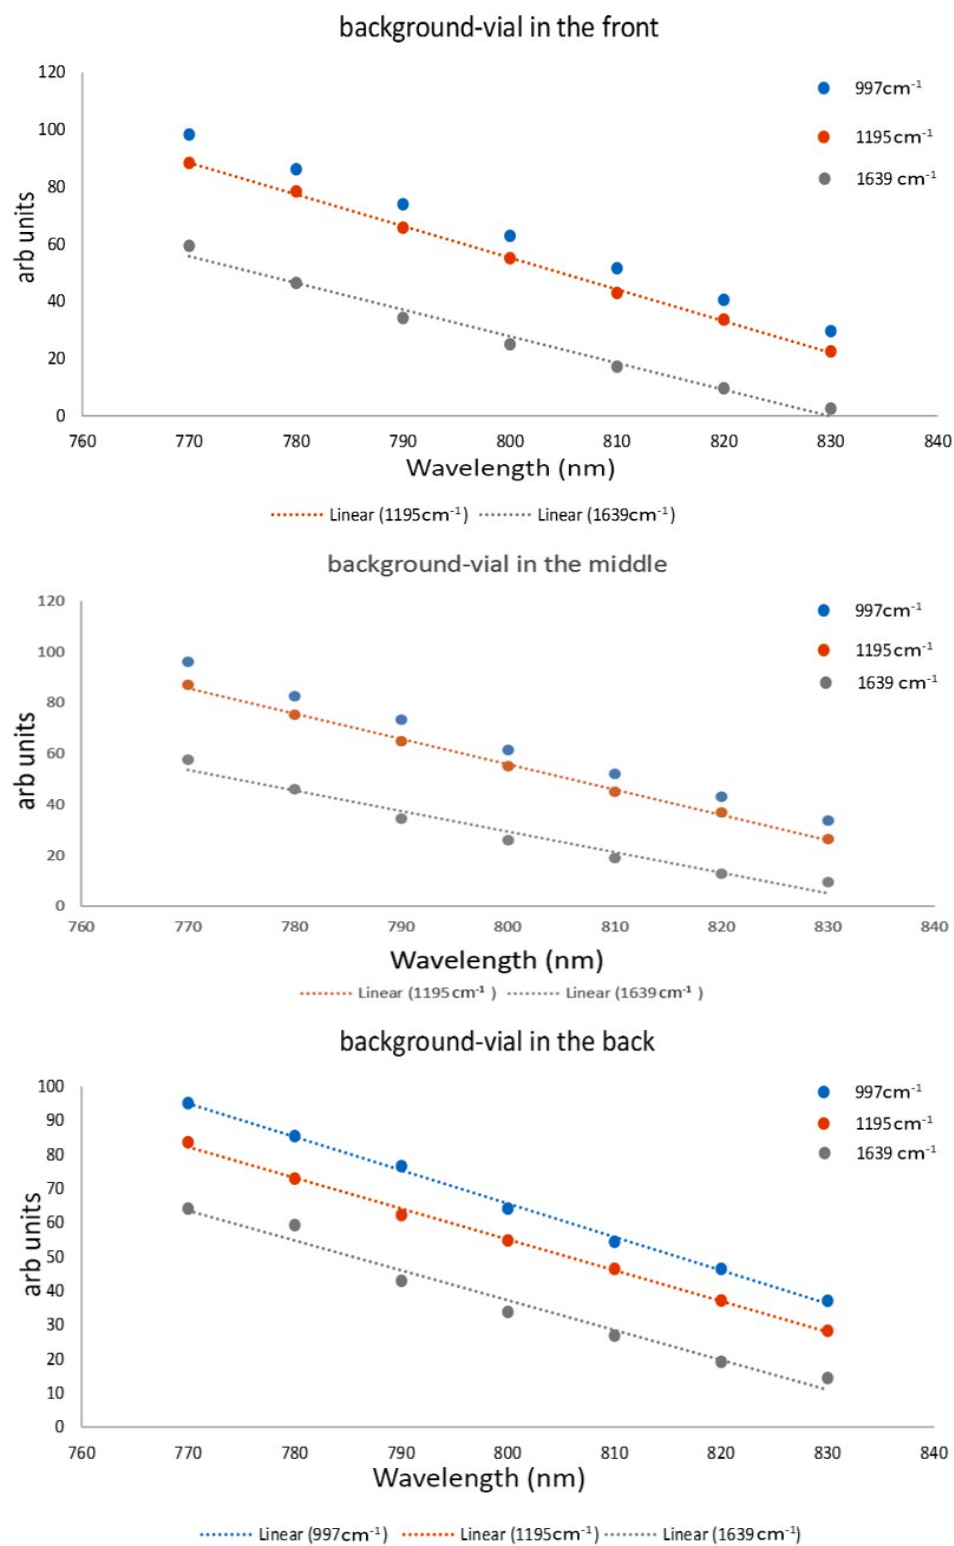 background-vial in the front
120
997cm⁻¹
100
1195cm⁻¹
80
1639 cm⁻¹
60
arb units
40
20
0
760 770 780 790 800 810 820 830 840
Wavelength (nm)
Linear (1195cm⁻¹) Linear (1639cm⁻¹)
background-vial in the middle
120
997cm⁻¹
100
1195cm⁻¹
80
1639 cm⁻¹
60
arb units
40
20
0
760 770 780 790 800 810 820 830 840
Wavelength (nm)
Linear (1195cm⁻¹ ) Linear (1639cm⁻¹ )
background-vial in the back
100
997cm⁻¹
90
1195cm⁻¹
80
1639 cm⁻¹
70
60
50
arb units
40
30
20
10
0
760 770 780 790 800 810 820 830 840
Wavelength (nm)
Linear (997cm⁻¹) Linear (1195cm⁻¹) Linear (1639cm⁻¹)